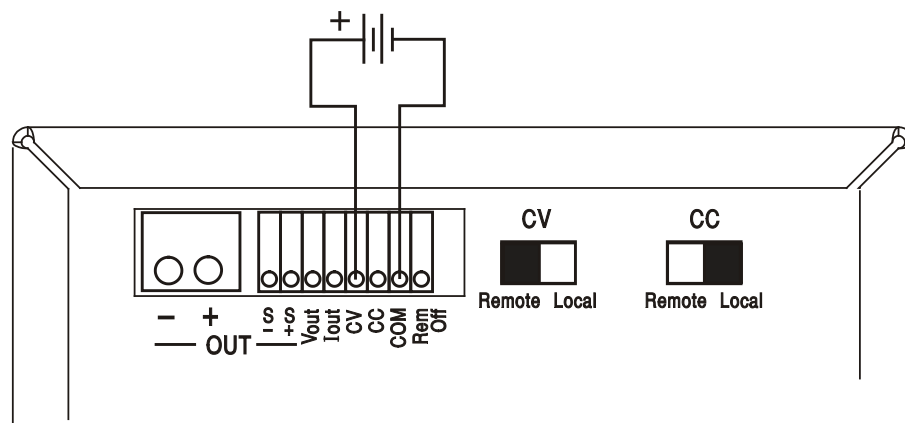 +
CV CC
Remote Local Remote Local
− +
OUT
S − S + Vout Iout CV CC COM Rem Off